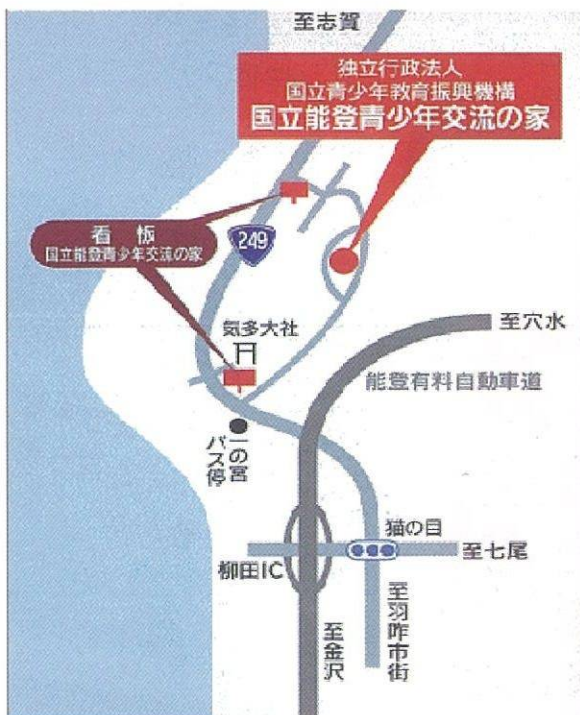 至志賀
独立行政法人
国立青少年教育振興機構
国立能登青少年交流の家
看板
国立能登青少年交流の家
249
気多大社
至穴水
能登有料自動車道
一の宮
バス停
猫の目
至七尾
柳田IC
至羽咋市街
至金沢